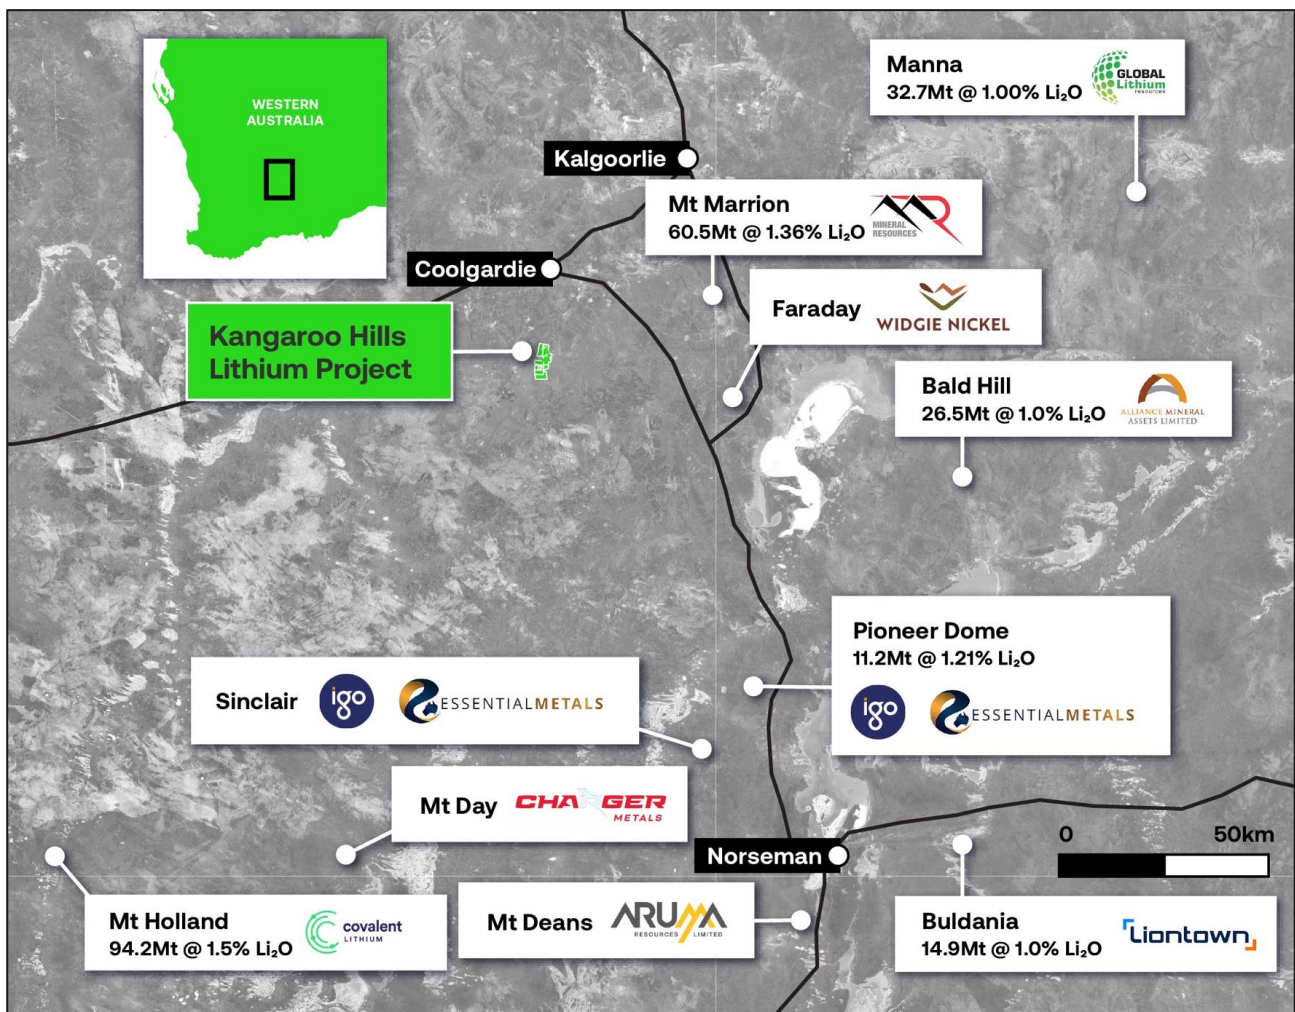 WESTERN
AUSTRALIA
Manna
32.7Mt @ 1.00% Li₂O
GLOBAL
Lithium
resources
Kalgoorlie
Mt Marrion
60.5Mt @ 1.36% Li₂O
MINERAL
RESOURCES
Coolgardie
Faraday
WIDGIE NICKEL
Kangaroo Hills
Lithium Project
Bald Hill
26.5Mt @ 1.0% Li₂O
ALLIANCE MINERAL
ASSETS LIMITED
Pioneer Dome
11.2Mt @ 1.21% Li₂O
igo
ESSENTIALMETALS
Sinclair
igo
ESSENTIALMETALS
Mt Day
CHARGER
METALS
0 50km
Norseman
Mt Holland
94.2Mt @ 1.5% Li₂O
covalent
LITHIUM
Mt Deans
ARUMA
RESOURCES LIMITED
Buldania
14.9Mt @ 1.0% Li₂O
Liontown